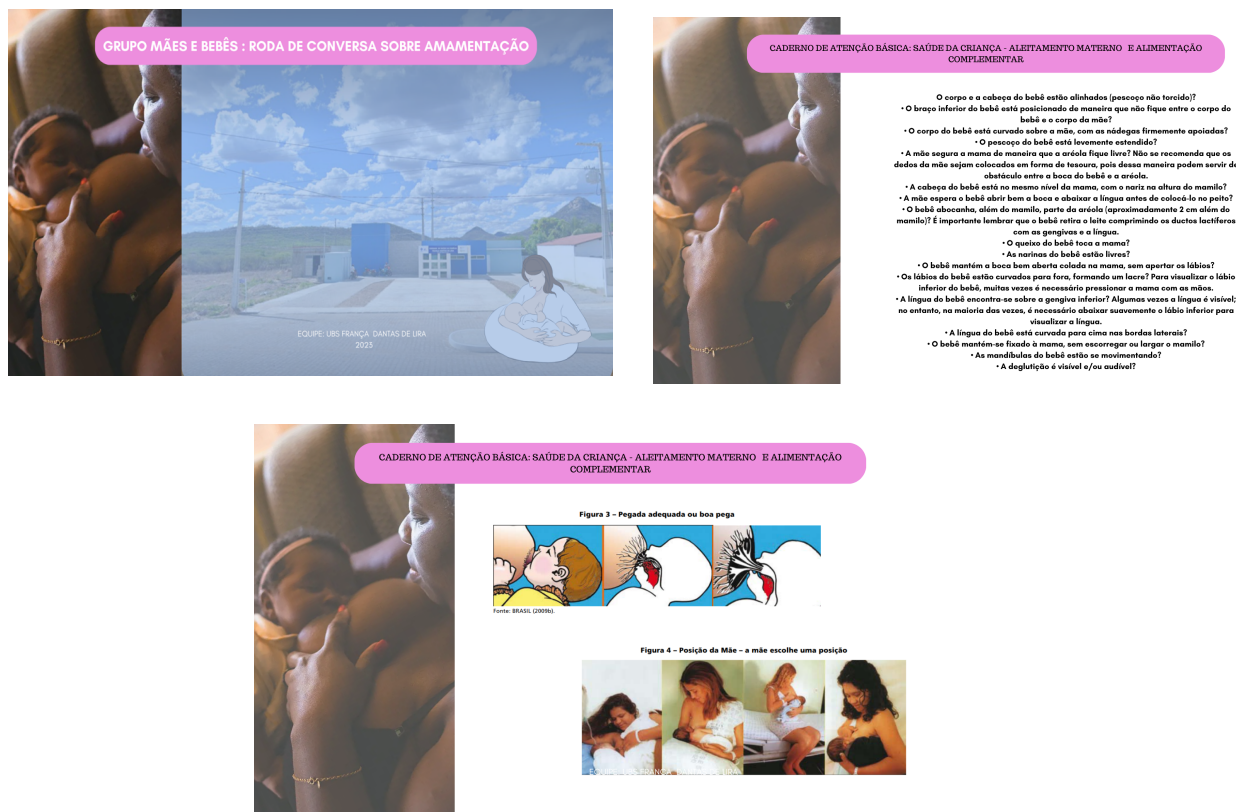 GRUPO MÃES E BEBÊS : RODA DE CONVERSA SOBRE AMAMENTAÇÃO
EQUIPE: UBS FRANÇA DANTAS DE LIRA
2025
CADERNO DE ATENÇÃO BÁSICA: SAÚDE DA CRIANÇA - ALEITAMENTO MATERNO E ALIMENTAÇÃO
COMPLEMENTAR
O corpo e a cabeça do bebê estão alinhados (pescoço não torcido)?
• O braço inferior do bebê está posicionado de maneira que não fique entre o corpo do
bebê e o corpo da mãe?
• O corpo do bebê está curvado sobre a mãe, com as nádegas firmemente apoiadas?
• O pescoço do bebê está levemente estendido?
• A mãe segura a mama de maneira que a aréola fique livre? Não se recomenda que os
dedos da mãe sejam colocados em forma de tesoura, pois dessa maneira podem servir de
obstáculo entre a boca do bebê e a aréola.
• A cabeça do bebê está no mesmo nível da mama, com o nariz na altura do mamilo?
• A mãe espera o bebê abrir bem a boca e abaixar a língua antes de colocá-lo no peito?
• O bebê abocanha, além do mamilo, parte da aréola (aproximadamente 2 cm além do
mamilo)? É importante lembrar que o bebê retira o leite comprimindo os ductos lactíferos
com as gengivas e a língua.
• O queixo do bebê toca a mama?
• As narinas do bebê estão livres?
• O bebê mantém a boca bem aberta colada na mama, sem apertar os lábios?
• Os lábios do bebê estão curvados para fora, formando um lacre? Para visualizar o lábio
inferior do bebê, muitas vezes é necessário pressionar a mama com as mãos.
• A língua do bebê encontra-se sobre a gengiva inferior? Algumas vezes a língua é visível;
no entanto, na maioria das vezes, é necessário abaixar suavemente o lábio inferior para
visualizar a língua.
• A língua do bebê está curvada para cima nas bordas laterais?
• O bebê mantém-se fixado à mama, sem escorregar ou largar o mamilo?
• As mandíbulas do bebê estão se movimentando?
• A deglutição é visível e/ou audível?
CADERNO DE ATENÇÃO BÁSICA: SAÚDE DA CRIANÇA - ALEITAMENTO MATERNO E ALIMENTAÇÃO
COMPLEMENTAR
Figura 3 – Pegada adequada ou boa pega
Fonte: BRASIL (2009b).
Figura 4 – Posição da Mãe – a mãe escolhe uma posição
EQUIPE: UBS FRANÇA DANTAS DE LIRA